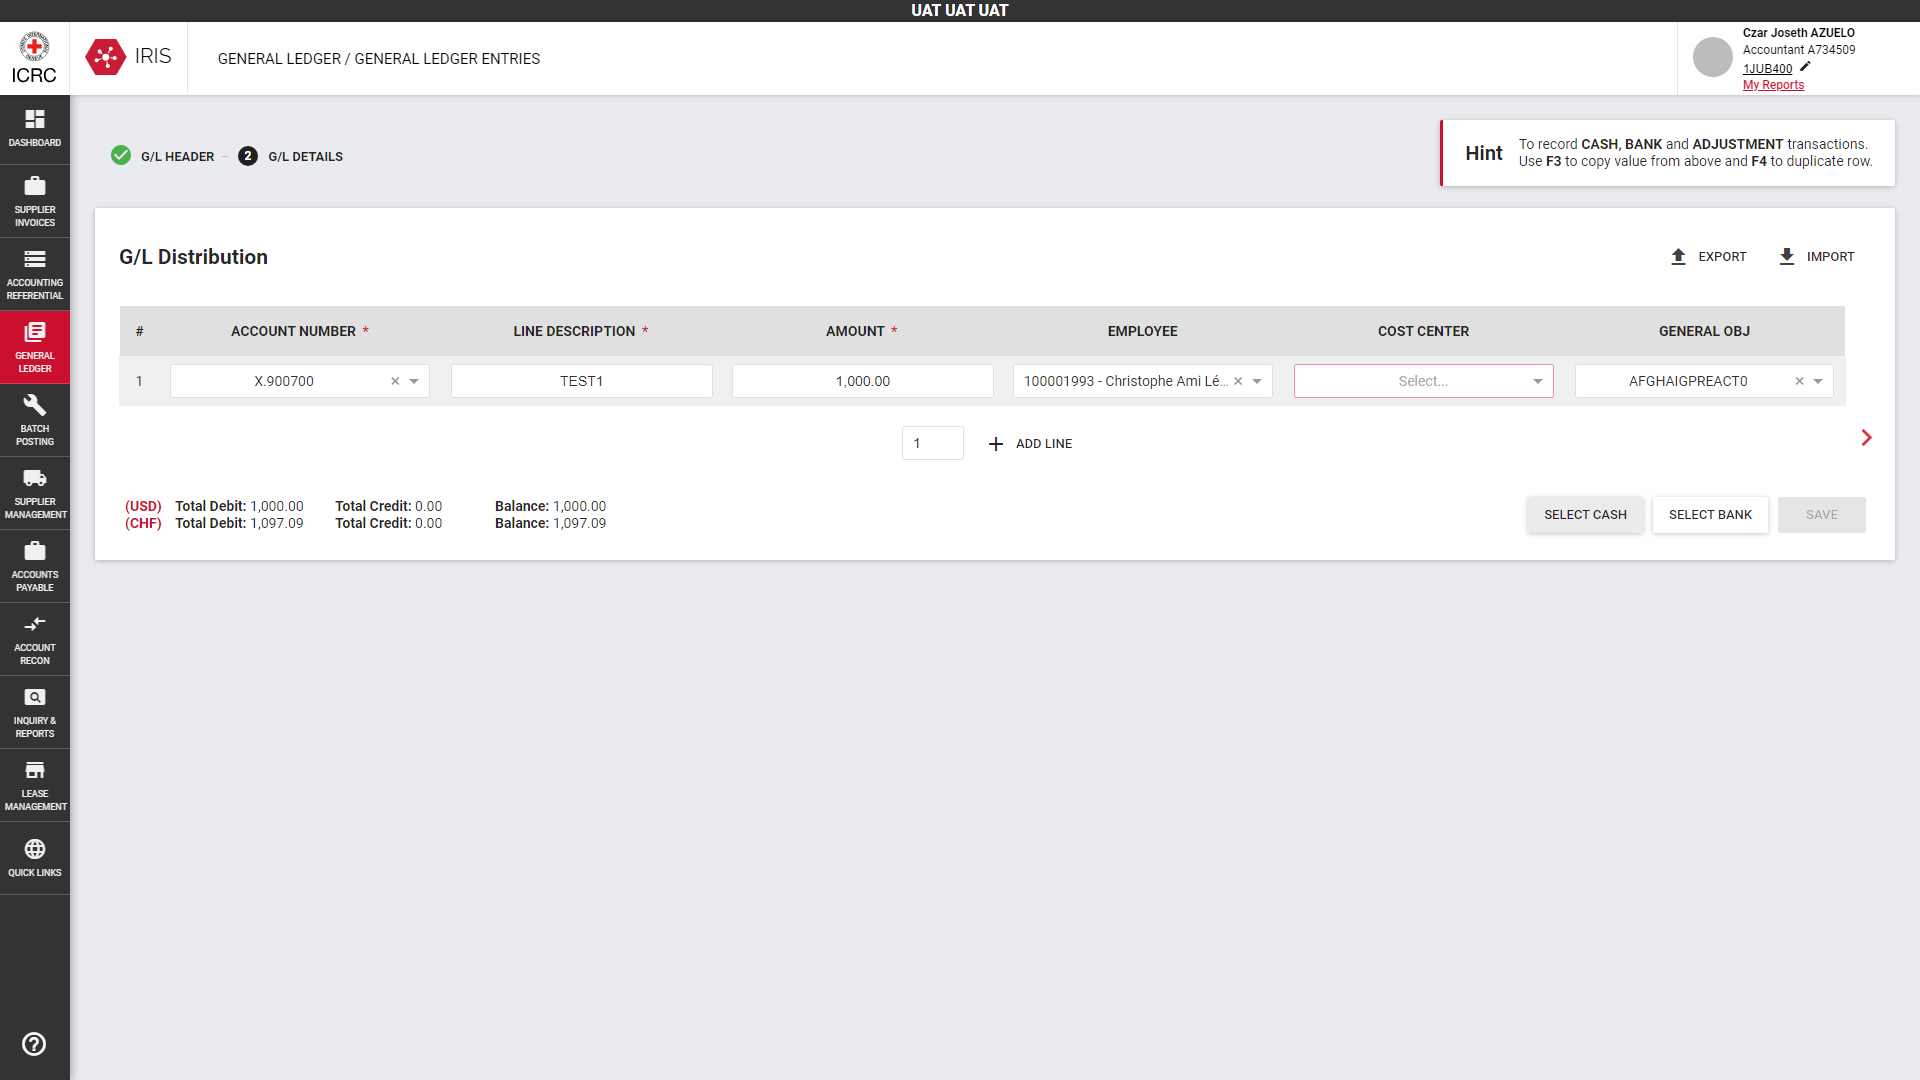 UAT UAT UAT
ICRC
IRIS
GENERAL LEDGER / GENERAL LEDGER ENTRIES
Czar Joseth AZUELO
Accountant A734509
1JUB400
My Reports
DASHBOARD
SUPPLIER
INVOICES
ACCOUNTING
REFERENTIAL
GENERAL
LEDGER
BATCH
POSTING
SUPPLIER
MANAGEMENT
ACCOUNTS
PAYABLE
ACCOUNT
RECON
INQUIRY &
REPORTS
LEASE
MANAGEMENT
QUICK LINKS
G/L HEADER
2 G/L DETAILS
Hint
To record CASH, BANK and ADJUSTMENT transactions.
Use F3 to copy value from above and F4 to duplicate row.
G/L Distribution
EXPORT IMPORT
# ACCOUNT NUMBER * LINE DESCRIPTION * AMOUNT * EMPLOYEE COST CENTER GENERAL OBJ
1 X.900700 TEST1 1,000.00 100001993 - Christophe Ami Lé... Select... AFGHAIGPREACT0
1 ADD LINE
(USD) Total Debit: 1,000.00 Total Credit: 0.00 Balance: 1,000.00
(CHF) Total Debit: 1,097.09 Total Credit: 0.00 Balance: 1,097.09
SELECT CASH SELECT BANK SAVE